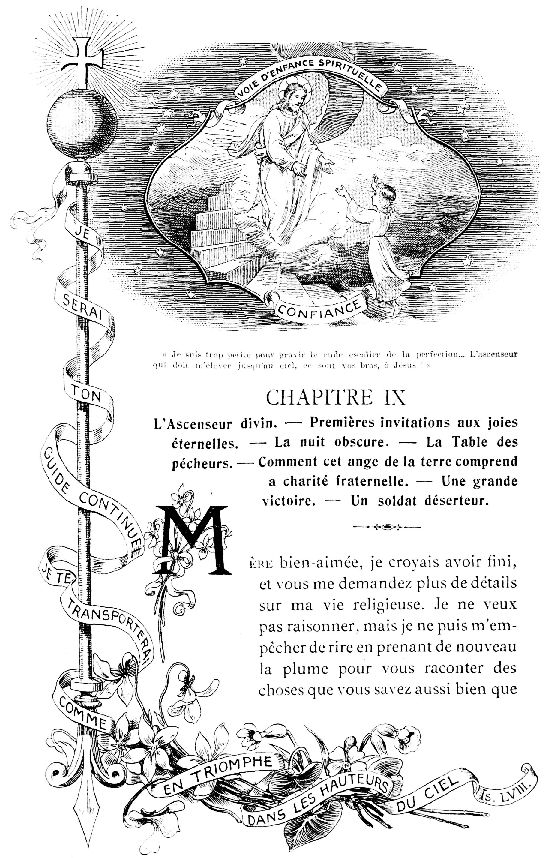 VOIE D'ENFANCE SPIRITUELLE
CONFIANCE
« Je suis trop petite pour gravir le rude escalier de la perfection... L'ascenseur
qui doit m'élever jusqu'au ciel, ce sont vos bras, ô Jésus ! »
CHAPITRE IX
L'Ascenseur divin. — Premières invitations aux joies
éternelles. — La nuit obscure. — La Table des
pécheurs. — Comment cet ange de la terre comprend
a charité fraternelle. — Une grande
victoire. — Un soldat déserteur.
MÈRE bien-aimée, je croyais avoir fini,
et vous me demandez plus de détails
sur ma vie religieuse. Je ne veux
pas raisonner, mais je ne puis m'em-
pêcher de rire en prenant de nouveau
la plume pour vous raconter des
choses que vous savez aussi bien que
JE
SERAI
TON
GUIDE CONTINUEL
JE TE
TRANSPORTERAI
COMME
EN TRIOMPHE
DANS LES HAUTEURS
DU CIEL
Is. LVIII.